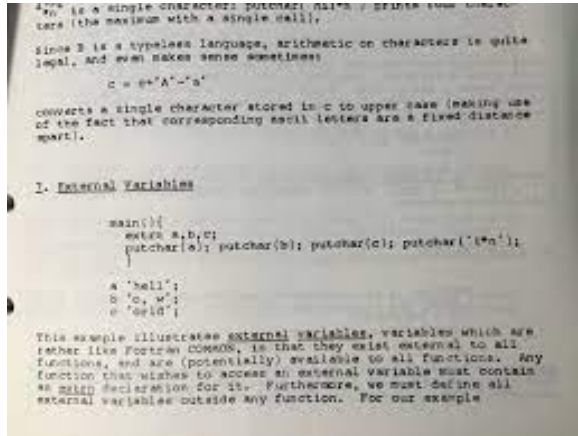 '*n' is a single character. putchar('hi!*n') prints four charac-
ters (the maximum with a single call).
Since B is a typeless language, arithmetic on characters is quite
legal, and even makes sense sometimes:
c = c+'A'-'a';
converts a single character stored in c to upper case (making use
of the fact that corresponding ascii letters are a fixed distance
apart).
7. External Variables
main(){
extrn a,b,c;
putchar(a); putchar(b); putchar(c); putchar('!*n');
}
a 'hell';
b 'o, w';
c 'orld';
This example illustrates external variables, variables which are
rather like Fortran COMMON, in that they exist external to all
functions, and are (potentially) available to all functions. Any
function that wishes to access an external variable must contain
an extrn declaration for it. Furthermore, we must define all
external variables outside any function. For our example